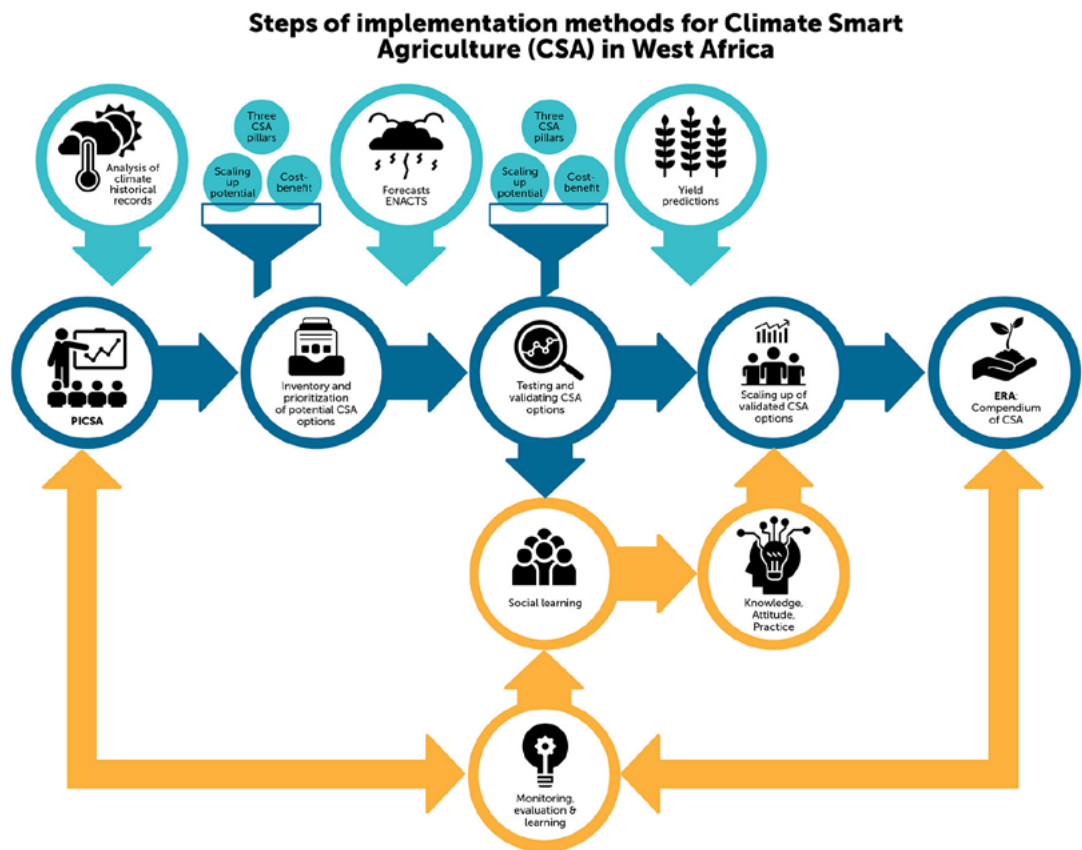 Steps of implementation methods for Climate Smart
Agriculture (CSA) in West Africa
Analysis of
climate
historical
records
Three
CSA
pillars
Scaling
up
potential
Cost-
benefit
Forecasts
ENACTS
Three
CSA
pillars
Scaling
up
potential
Cost-
benefit
Yield
predictions
PICSA
Inventory and
prioritization
of potential CSA
options
Testing and
validating CSA
options
Scaling up of
validated CSA
options
ERA:
Compendium
of CSA
Social learning
Knowledge,
Attitude,
Practice
Monitoring,
evaluation &
learning